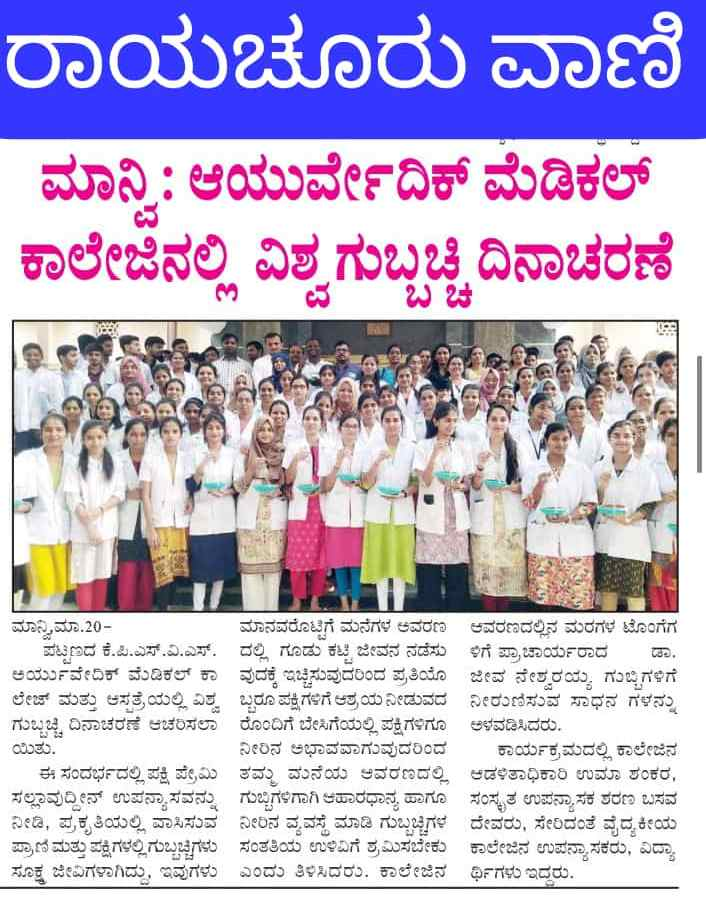 ರಾಯಚೂರು ವಾಣಿ
ಮಾನ್ವಿ : ಆಯುರ್ವೇದಿಕ್ ಮೆಡಿಕಲ್
ಕಾಲೇಜಿನಲ್ಲಿ ವಿಶ್ವ ಗುಬ್ಬಚ್ಚಿ ದಿನಾಚರಣೆ
ಮಾನ್ವಿ,ಮಾ.20-
ಪಟ್ಟಣದ ಕೆ.ಪಿ.ಎಸ್.ವಿ.ಎಸ್.
ಅರ್ಯುವೇದಿಕ್ ಮೆಡಿಕಲ್ ಕಾ
ಲೇಜ್ ಮತ್ತು ಆಸ್ಪತ್ರೆಯಲ್ಲಿ ವಿಶ್ವ
ಗುಬ್ಬಚ್ಚಿ ದಿನಾಚರಣೆ ಆಚರಿಸಲಾ
ಯಿತು.
ಈ ಸಂದರ್ಭದಲ್ಲಿ ಪಕ್ಷಿ ಪ್ರೇಮಿ
ಸಲ್ಲಾವುದ್ದೀನ್ ಉಪನ್ಯಾಸವನ್ನು
ನೀಡಿ, ಪ್ರಕೃತಿಯಲ್ಲಿ ವಾಸಿಸುವ
ಪ್ರಾಣಿ ಮತ್ತು ಪಕ್ಷಿಗಳಲ್ಲಿ ಗುಬ್ಬಚ್ಚಿಗಳು
ಸೂಕ್ಷ್ಮ ಜೀವಿಗಳಾಗಿದ್ದು, ಇವುಗಳು
ಮಾನವರೊಟ್ಟಿಗೆ ಮನೆಗಳ ಅವರಣ
ದಲ್ಲಿ ಗೂಡು ಕಟ್ಟಿ ಜೀವನ ನಡೆಸು
ವುದಕ್ಕೆ ಇಚ್ಚಿಸುವುದರಿಂದ ಪ್ರತಿಯೊ
ಬ್ಬರೂ ಪಕ್ಷಿಗಳಿಗೆ ಆಶ್ರಯ ನೀಡುವದ
ರೊಂದಿಗೆ ಬೇಸಿಗೆಯಲ್ಲಿ ಪಕ್ಷಿಗಳಿಗೂ
ನೀರಿನ ಅಭಾವವಾಗುವುದರಿಂದ
ತಮ್ಮ ಮನೆಯ ಆವರಣದಲ್ಲಿ
ಗುಬ್ಬಿಗಳಿಗಾಗಿ ಆಹಾರಧಾನ್ಯ ಹಾಗೂ
ನೀರಿನ ವ್ಯವಸ್ಥೆ ಮಾಡಿ ಗುಬ್ಬಚ್ಚಿಗಳ
ಸಂತತಿಯ ಉಳಿವಿಗೆ ಶ್ರಮಿಸಬೇಕು
ಎಂದು ತಿಳಿಸಿದರು. ಕಾಲೇಜಿನ
ಆವರಣದಲ್ಲಿನ ಮರಗಳ ಟೊಂಗೆಗ
ಳಿಗೆ ಪ್ರಾಚಾರ್ಯರಾದ ಡಾ.
ಜೀವ ನೇಶ್ವರಯ್ಯ ಗುಬ್ಬಿಗಳಿಗೆ
ನೀರುಣಿಸುವ ಸಾಧನ ಗಳನ್ನು
ಅಳವಡಿಸಿದರು.
ಕಾರ್ಯಕ್ರಮದಲ್ಲಿ ಕಾಲೇಜಿನ
ಆಡಳಿತಾಧಿಕಾರಿ ಉಮಾ ಶಂಕರ,
ಸಂಸ್ಕೃತ ಉಪನ್ಯಾಸಕ ಶರಣ ಬಸವ
ದೇವರು, ಸೇರಿದಂತೆ ವೈದ್ಯಕೀಯ
ಕಾಲೇಜಿನ ಉಪನ್ಯಾಸಕರು, ವಿದ್ಯಾ
ರ್ಥಿಗಳು ಇದ್ದರು.